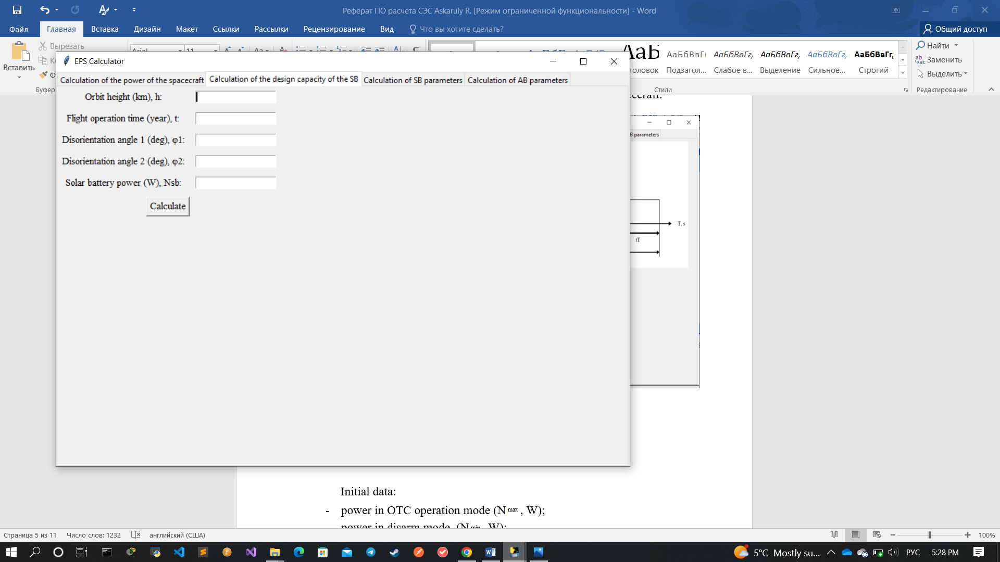 Реферат ПО расчета СЭС Askaruly R. [Режим ограниченной функциональности] - Word
Файл Главная Вставка Дизайн Макет Ссылки Рассылки Рецензирование Вид Что вы хотите сделать? Общий доступ
Вырезать
Вставить
Буфер
Arial 11
АаБбВвГг, АаБбВвГг, АаБбВвГг, АаБбВвГг,
Подзагол... Слабое в... Выделение Сильное... Строгий
Стили
Найти
Заменить
Выделить
Редактирование
EPS Calculator
Calculation of the power of the spacecraft Calculation of the design capacity of the SB Calculation of SB parameters Calculation of AB parameters
Orbit height (km), h:
Flight operation time (year), t:
Disorientation angle 1 (deg), φ1:
Disorientation angle 2 (deg), φ2:
Solar battery power (W), Nsb:
Calculate
B parameters
T, s
tT
Initial data:
- power in OTC operation mode (N max , W);
power in disarm mode (N min , W);
Страница 5 из 11 Число слов: 1232 английский (США) 100%
5°C Mostly su... РУС 5:28 PM